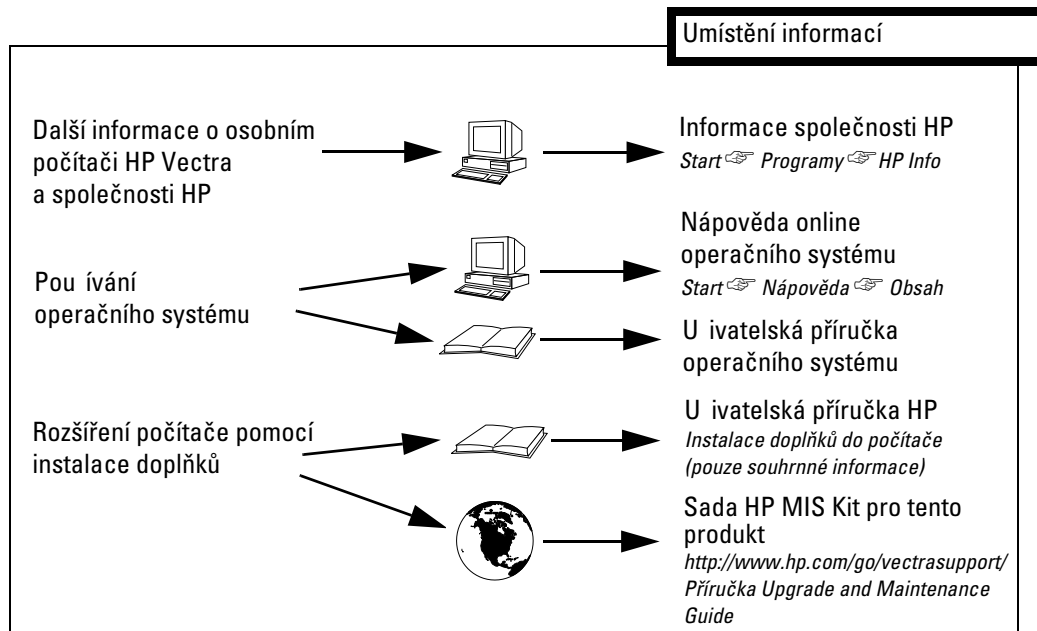 Umístění informací
Další informace o osobním
počítači HP Vectra
a společnosti HP
Informace společnosti HP
Start ☞ Programy ☞ HP Info
Pou ívání
operačního systému
Nápověda online
operačního systému
Start ☞ Nápověda ☞ Obsah
U ivatelská příručka
operačního systému
Rozšíření počítače pomocí
instalace doplňků
U ivatelská příručka HP
Instalace doplňků do počítače
(pouze souhrnné informace)
Sada HP MIS Kit pro tento
produkt
http://www.hp.com/go/vectrasupport/
Příručka Upgrade and Maintenance
Guide